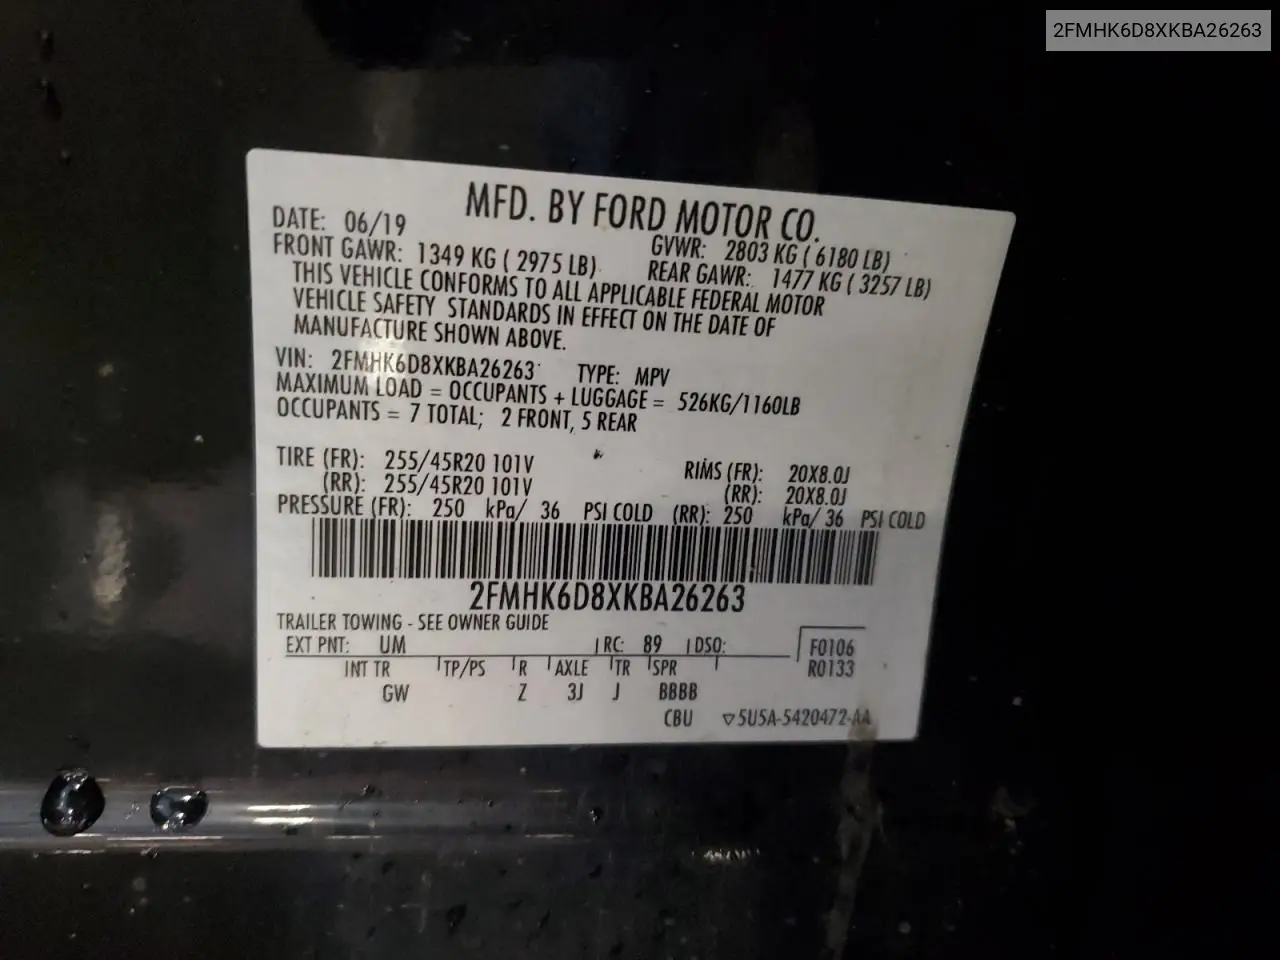 2FMHK6D8XKBA26263
MFD. BY FORD MOTOR CO.
DATE: 06/19 GVWR: 2803 KG ( 6180 LB)
FRONT GAWR: 1349 KG ( 2975 LB) REAR GAWR: 1477 KG ( 3257 LB)
THIS VEHICLE CONFORMS TO ALL APPLICABLE FEDERAL MOTOR
VEHICLE SAFETY STANDARDS IN EFFECT ON THE DATE OF
MANUFACTURE SHOWN ABOVE.
VIN: 2FMHK6D8XKBA26263 TYPE: MPV
MAXIMUM LOAD = OCCUPANTS + LUGGAGE = 526KG/1160LB
OCCUPANTS = 7 TOTAL; 2 FRONT, 5 REAR
TIRE (FR): 255/45R20 101V RIMS (FR): 20X8.0J
(RR): 255/45R20 101V (RR): 20X8.0J
PRESSURE (FR): 250 kPa/ 36 PSI COLD (RR): 250 kPa/ 36 PSI COLD
2FMHK6D8XKBA26263
TRAILER TOWING - SEE OWNER GUIDE
EXT PNT: UM RC: 89 DSO: F0106
INT TR TP/PS R AXLE TR SPR R0133
GW Z 3J J BBBB
CBU ▽5U5A-5420472-AA